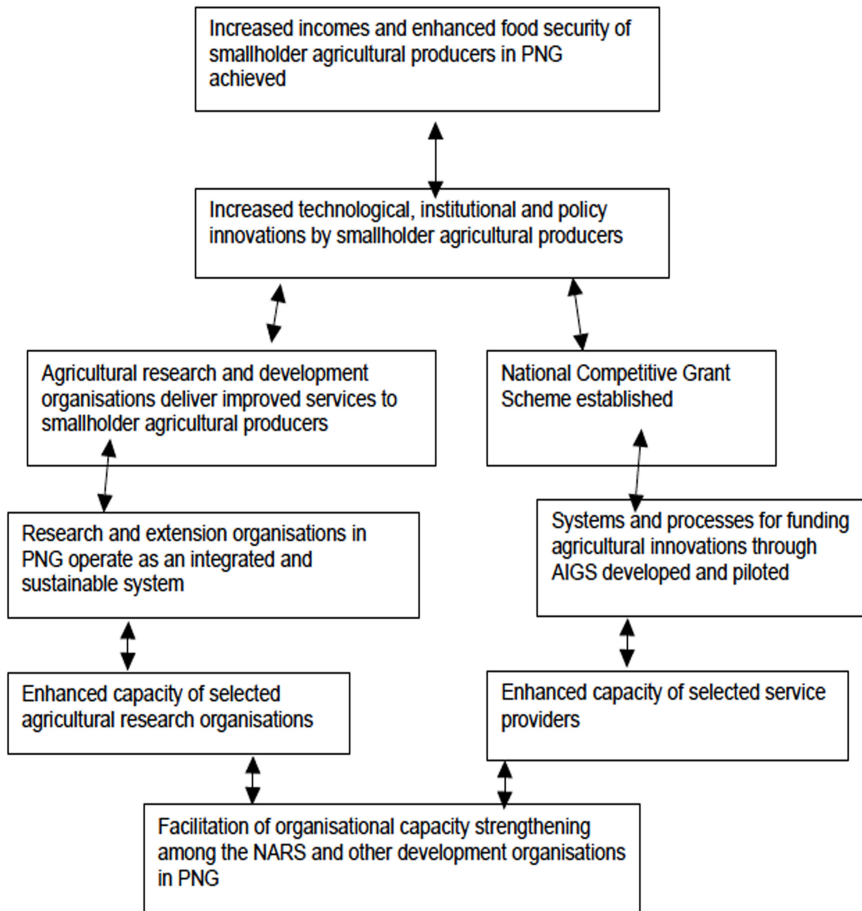 Increased incomes and enhanced food security of
smallholder agricultural producers in PNG
achieved
Increased technological, institutional and policy
innovations by smallholder agricultural producers
Agricultural research and development
organisations deliver improved services to
smallholder agricultural producers
National Competitive Grant
Scheme established
Research and extension organisations in
PNG operate as an integrated and
sustainable system
Systems and processes for funding
agricultural innovations through
AIGS developed and piloted
Enhanced capacity of selected
agricultural research organisations
Enhanced capacity of selected service
providers
Facilitation of organisational capacity strengthening
among the NARS and other development organisations
in PNG